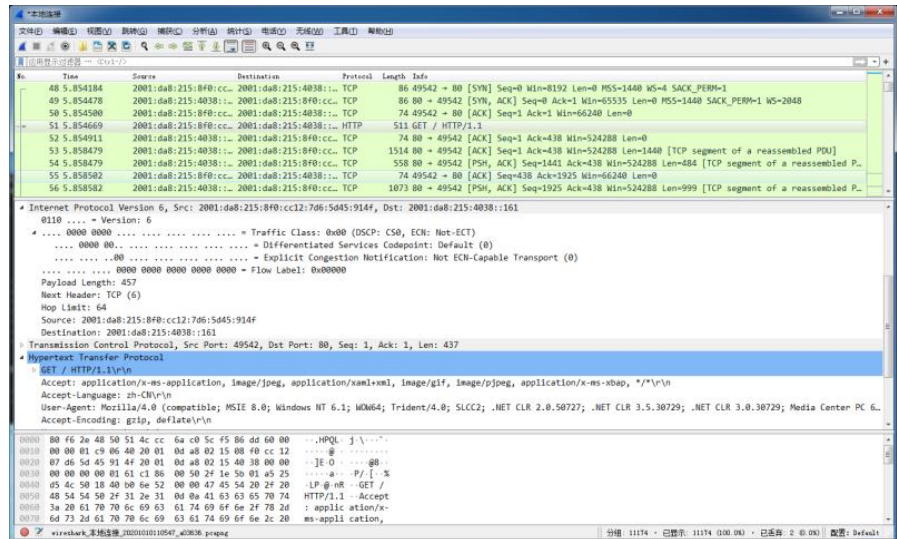 *本地连接
文件(F) 编辑(E) 视图(V) 跳转(G) 捕获(C) 分析(A) 统计(S) 电话(Y) 无线(W) 工具(T) 帮助(H)
应用显示过滤器 … <Ctrl-/>
No. Time Source Destination Protocol Length Info
48 5.854184 2001:da8:215:8f0:cc… 2001:da8:215:4038::… TCP 86 49542 → 80 [SYN] Seq=0 Win=8192 Len=0 MSS=1440 WS=4 SACK_PERM=1
49 5.854478 2001:da8:215:4038::… 2001:da8:215:8f0:cc… TCP 86 80 → 49542 [SYN, ACK] Seq=0 Ack=1 Win=65535 Len=0 MSS=1440 SACK_PERM=1 WS=2048
50 5.854500 2001:da8:215:8f0:cc… 2001:da8:215:4038::… TCP 74 49542 → 80 [ACK] Seq=1 Ack=1 Win=66240 Len=0
51 5.854669 2001:da8:215:8f0:cc… 2001:da8:215:4038::… HTTP 511 GET / HTTP/1.1
52 5.854911 2001:da8:215:4038::… 2001:da8:215:8f0:cc… TCP 74 80 → 49542 [ACK] Seq=1 Ack=438 Win=524288 Len=0
53 5.858479 2001:da8:215:4038::… 2001:da8:215:8f0:cc… TCP 1514 80 → 49542 [ACK] Seq=1 Ack=438 Win=524288 Len=1440 [TCP segment of a reassembled PDU]
54 5.858479 2001:da8:215:4038::… 2001:da8:215:8f0:cc… TCP 558 80 → 49542 [PSH, ACK] Seq=1441 Ack=438 Win=524288 Len=484 [TCP segment of a reassembled P…
55 5.858502 2001:da8:215:8f0:cc… 2001:da8:215:4038::… TCP 74 49542 → 80 [ACK] Seq=438 Ack=1925 Win=66240 Len=0
56 5.858582 2001:da8:215:4038::… 2001:da8:215:8f0:cc… TCP 1073 80 → 49542 [PSH, ACK] Seq=1925 Ack=438 Win=524288 Len=999 [TCP segment of a reassembled P…
Internet Protocol Version 6, Src: 2001:da8:215:8f0:cc12:7d6:5d45:914f, Dst: 2001:da8:215:4038::161
0110 .... = Version: 6
.... 0000 0000 .... .... .... .... .... = Traffic Class: 0x00 (DSCP: CS0, ECN: Not-ECT)
.... 0000 00.. .... .... .... .... .... = Differentiated Services Codepoint: Default (0)
.... .... ..00 .... .... .... .... .... = Explicit Congestion Notification: Not ECN-Capable Transport (0)
.... .... .... 0000 0000 0000 0000 0000 = Flow Label: 0x00000
Payload Length: 457
Next Header: TCP (6)
Hop Limit: 64
Source: 2001:da8:215:8f0:cc12:7d6:5d45:914f
Destination: 2001:da8:215:4038::161
Transmission Control Protocol, Src Port: 49542, Dst Port: 80, Seq: 1, Ack: 1, Len: 437
Hypertext Transfer Protocol
GET / HTTP/1.1\r\n
Accept: application/x-ms-application, image/jpeg, application/xaml+xml, image/gif, image/pjpeg, application/x-ms-xbap, */*\r\n
Accept-Language: zh-CN\r\n
User-Agent: Mozilla/4.0 (compatible; MSIE 8.0; Windows NT 6.1; WOW64; Trident/4.0; SLCC2; .NET CLR 2.0.50727; .NET CLR 3.5.30729; .NET CLR 3.0.30729; Media Center PC 6…
Accept-Encoding: gzip, deflate\r\n
0000 80 f6 2e 48 50 51 4c cc 6a c0 5c f5 86 dd 60 00 ...HPQL. j.\...`.
0010 00 00 01 c9 06 40 20 01 0d a8 02 15 08 f0 cc 12 .....@ .........
0020 07 d6 5d 45 91 4f 20 01 0d a8 02 15 40 38 00 00 ..]E.O . ....@8..
0030 00 00 00 00 01 61 c1 86 00 50 2f 1e 5b 01 a5 25 .....a.. .P/.[..%
0040 d5 4c 50 18 40 b0 6e 52 00 00 47 45 54 20 2f 20 .LP.@.nR ..GET /
0050 48 54 54 50 2f 31 2e 31 0d 0a 41 63 63 65 70 74 HTTP/1.1 ..Accept
0060 3a 20 61 70 70 6c 69 63 61 74 69 6f 6e 2f 78 2d : applic ation/x-
0070 6d 73 2d 61 70 70 6c 69 63 61 74 69 6f 6e 2c 20 ms-appli cation,
wireshark_本地连接_20201010110547_a03636.pcapng 分组: 11174 · 已显示: 11174 (100.0%) · 已丢弃: 2 (0.0%) 配置: Default